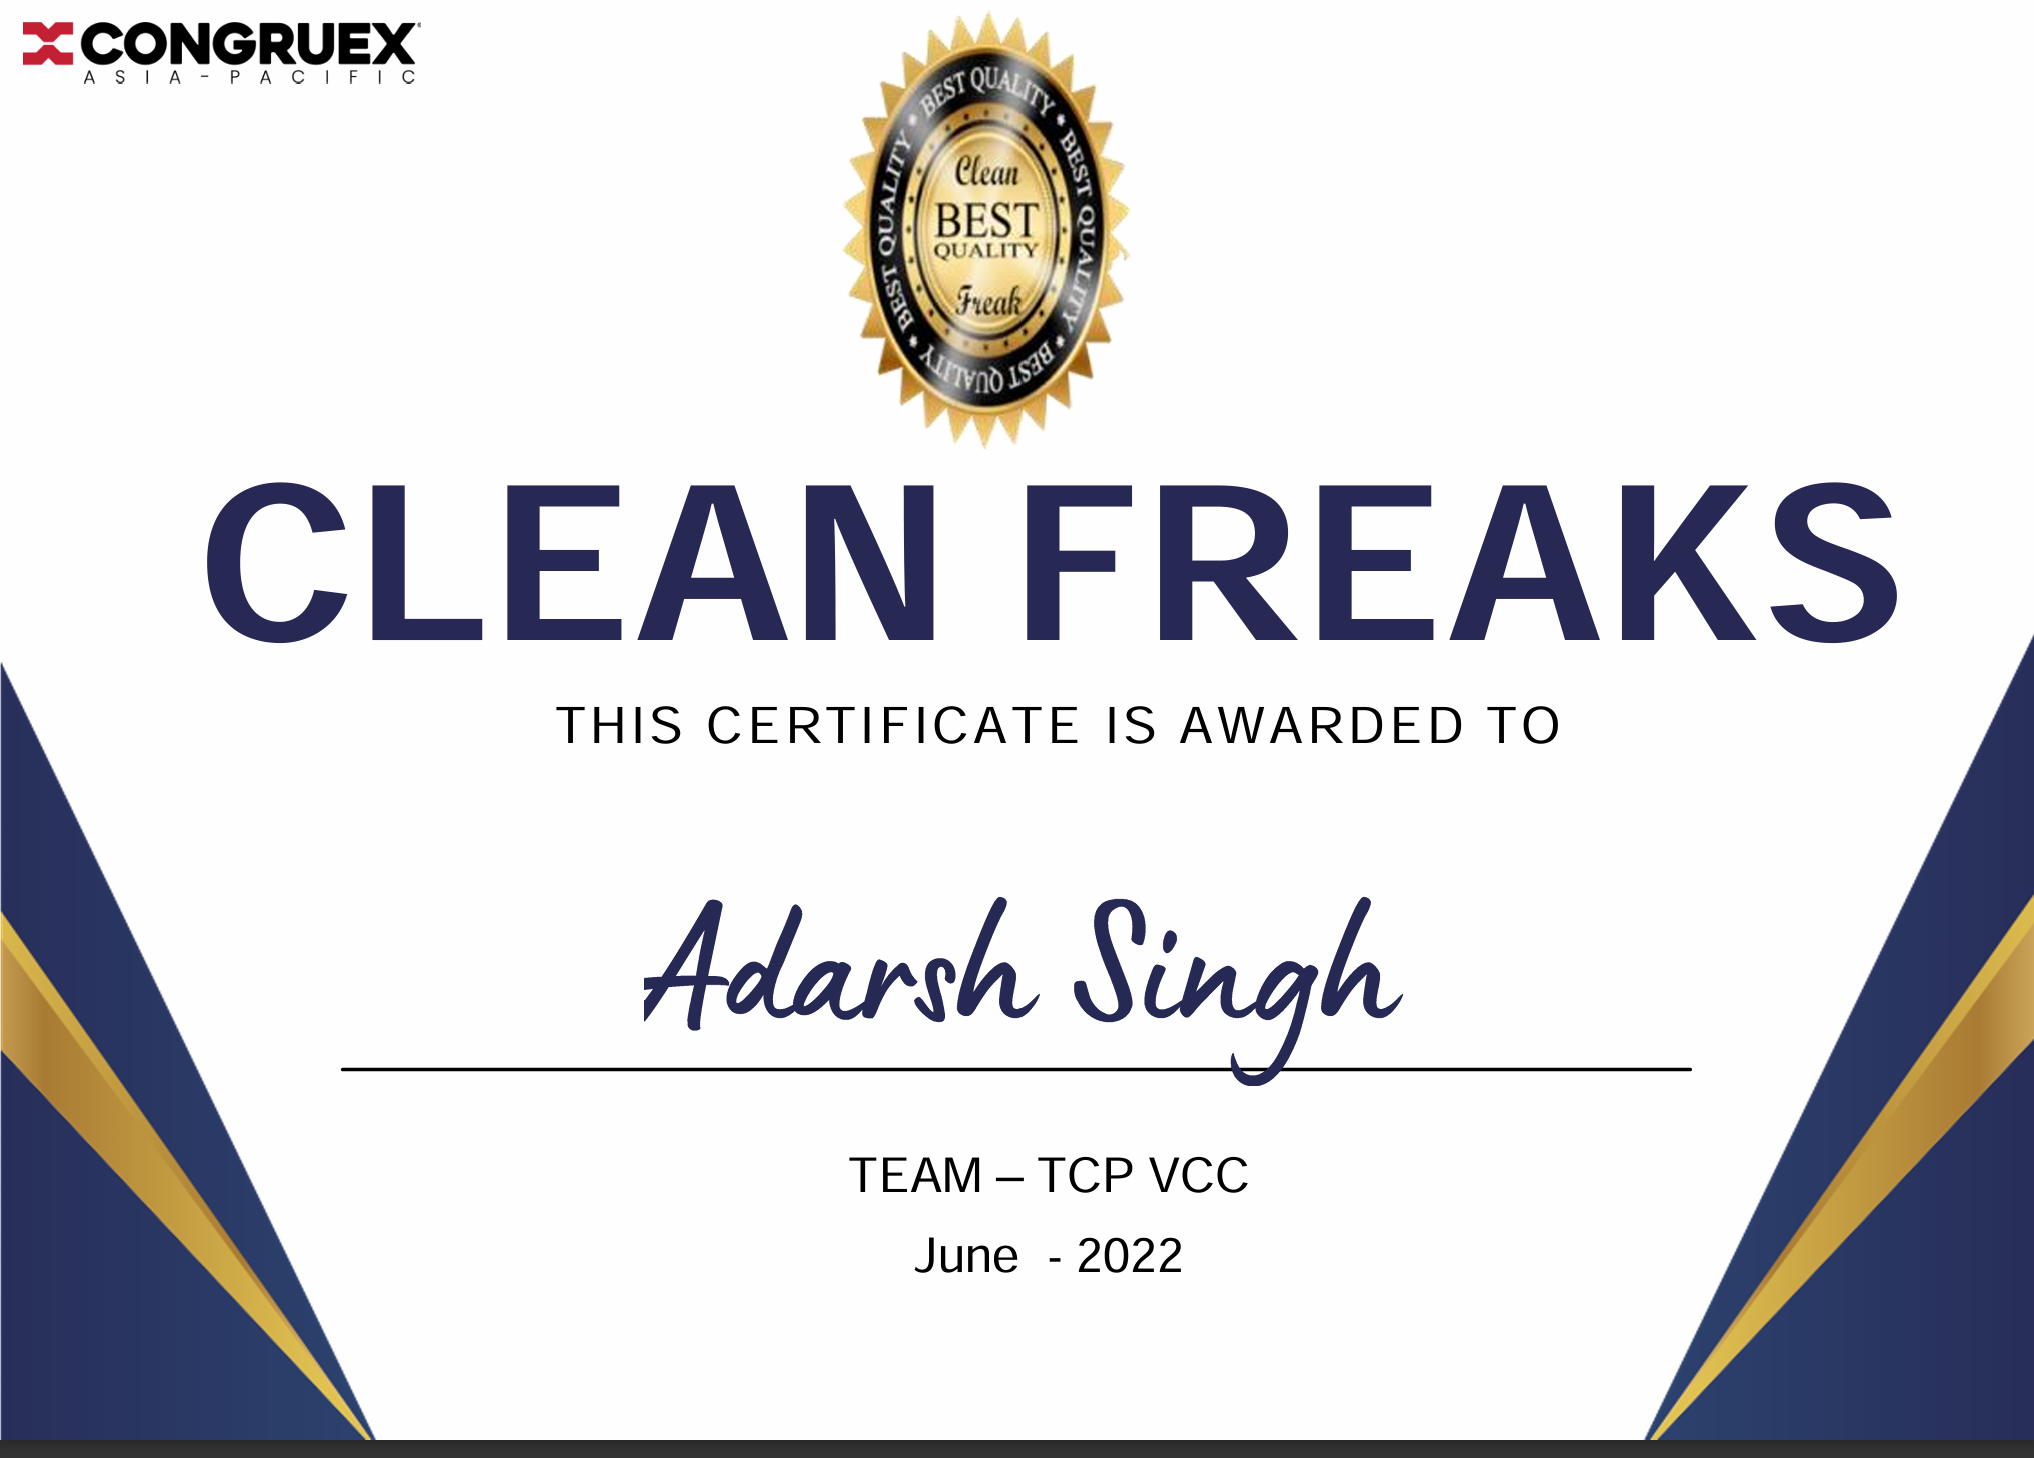 CONGRUEX
ASIA-PACIFIC
BEST QUALITY * BEST QUALITY * BEST QUALITY * BEST QUALITY *
Clean
BEST
QUALITY
Freak
CLEAN FREAKS
THIS CERTIFICATE IS AWARDED TO
Adarsh Singh
TEAM – TCP VCC
June - 2022